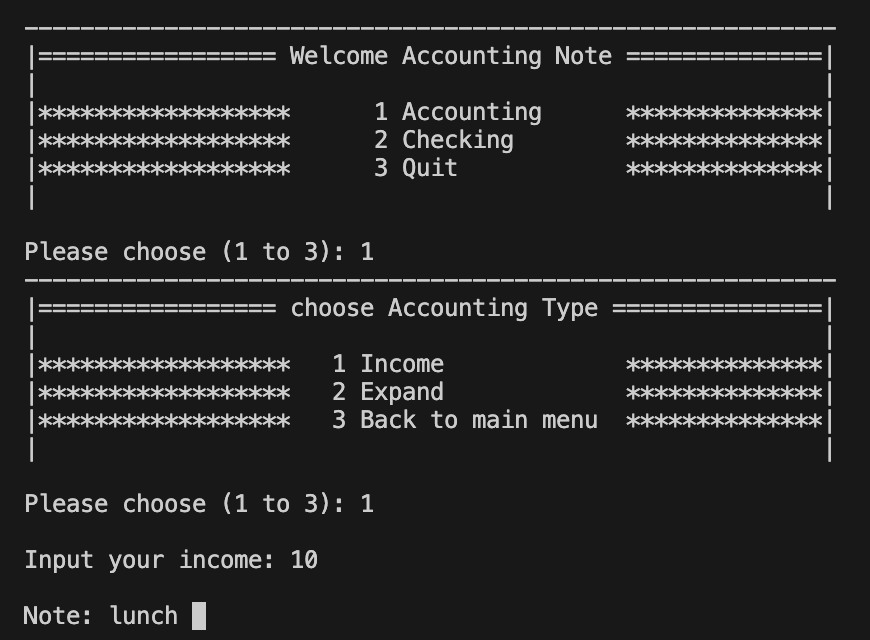 ----------------------------------------------------------
|================= Welcome Accounting Note ==============|
|                                                        |
|******************      1 Accounting      **************|
|******************      2 Checking        **************|
|******************      3 Quit            **************|
|                                                        |
Please choose (1 to 3): 1
----------------------------------------------------------
|================= choose Accounting Type ===============|
|                                                        |
|******************   1 Income             **************|
|******************   2 Expand             **************|
|******************   3 Back to main menu  **************|
|                                                        |
Please choose (1 to 3): 1
Input your income: 10
Note: lunch